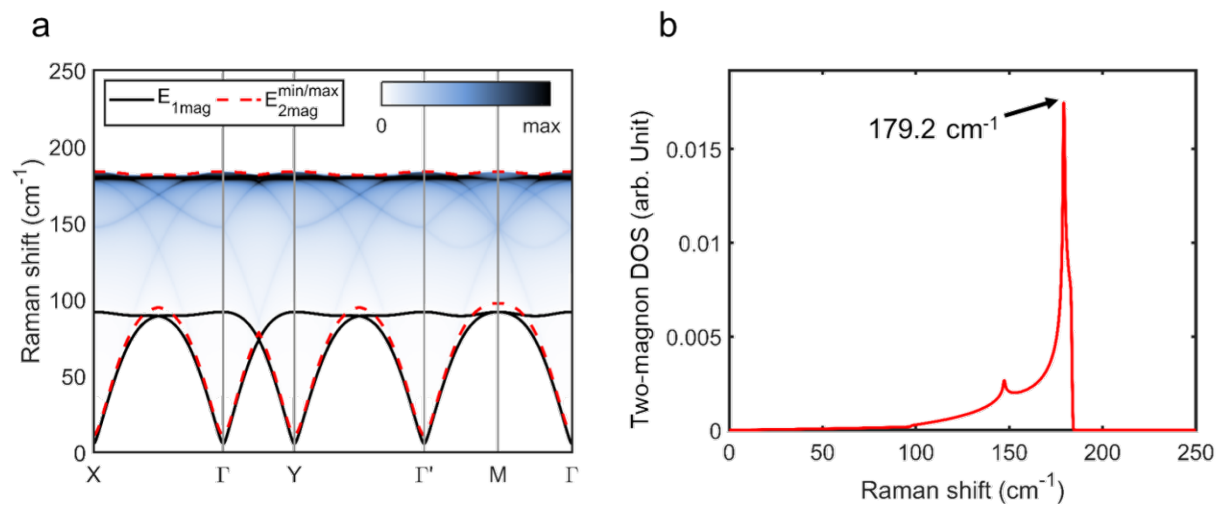 a
250
200
150
100
50
0
Raman shift (cm⁻¹)
E1mag
E2mag min/max
0 max
X Γ Y Γ' M Γ
b
0.015
0.01
0.005
0
Two-magnon DOS (arb. Unit)
179.2 cm⁻¹
0 50 100 150 200 250
Raman shift (cm⁻¹)